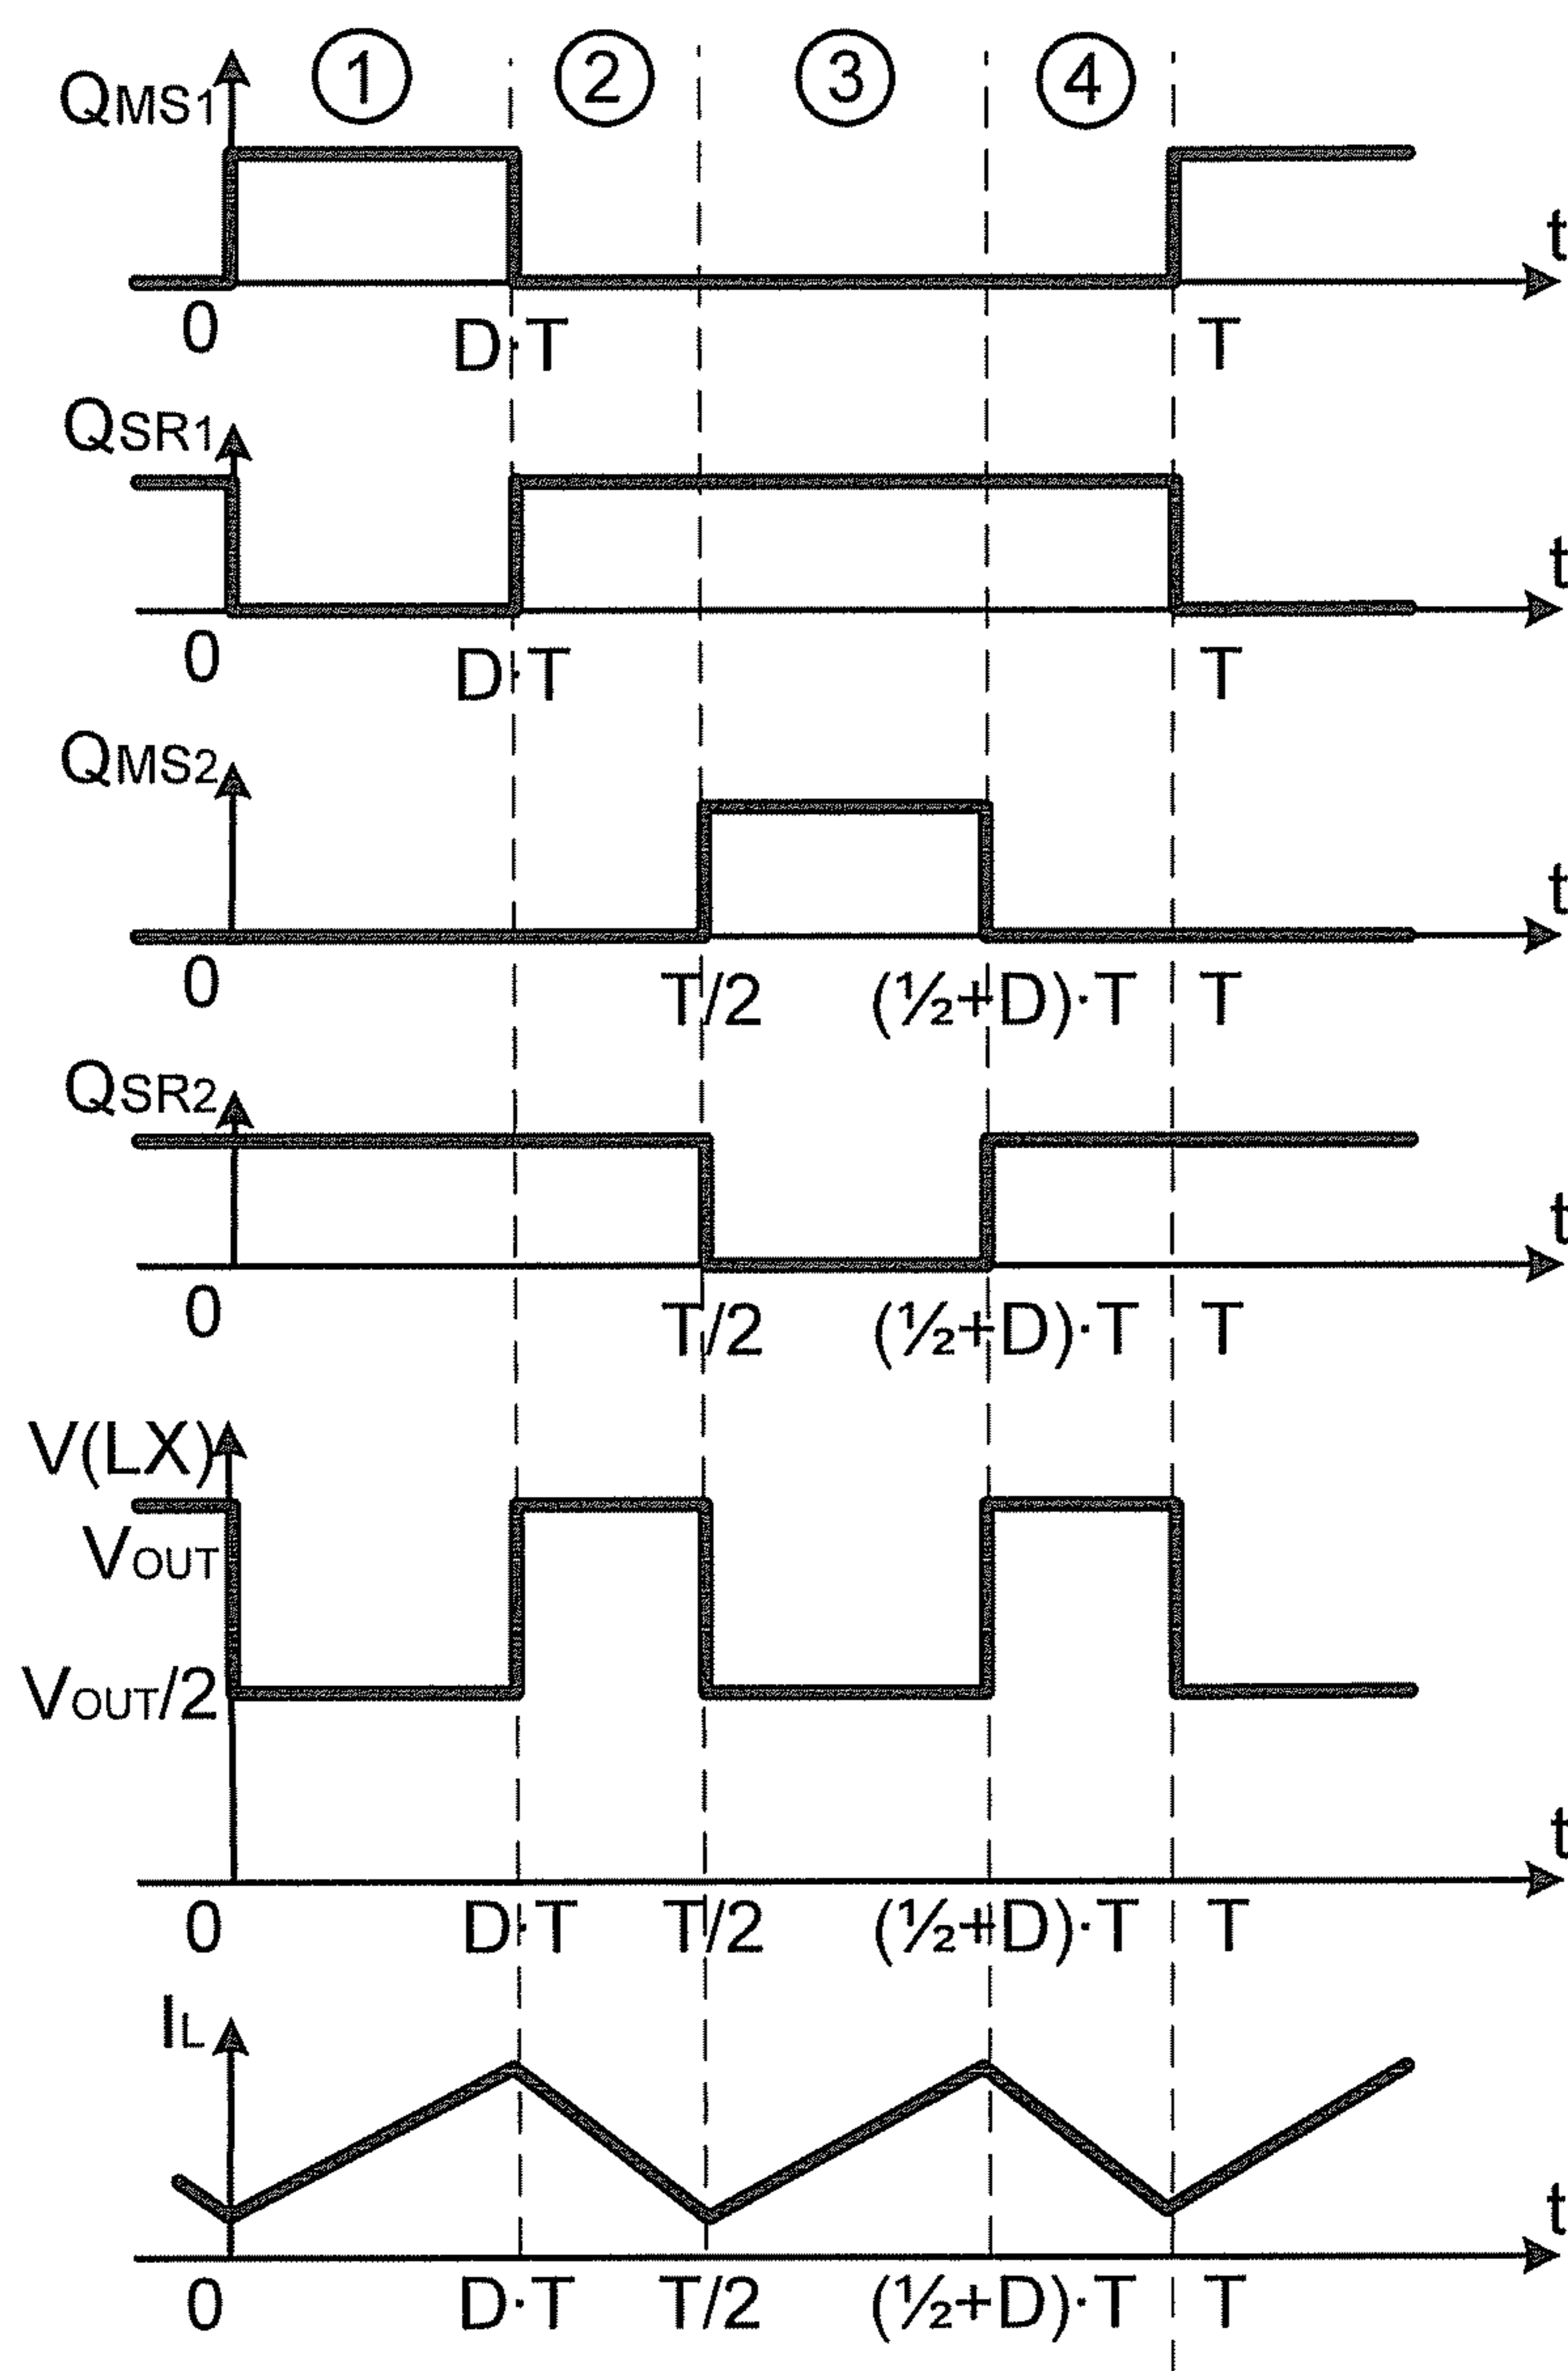 ① ② ③ ④
QMS1
t
0 D·T T
QSR1
t
0 D·T T
QMS2
t
0 T/2 (½+D)·T T
QSR2
t
0 T/2 (½+D)·T T
V(LX)
VOUT
VOUT/2
t
0 D·T T/2 (½+D)·T T
IL
t
0 D·T T/2 (½+D)·T T